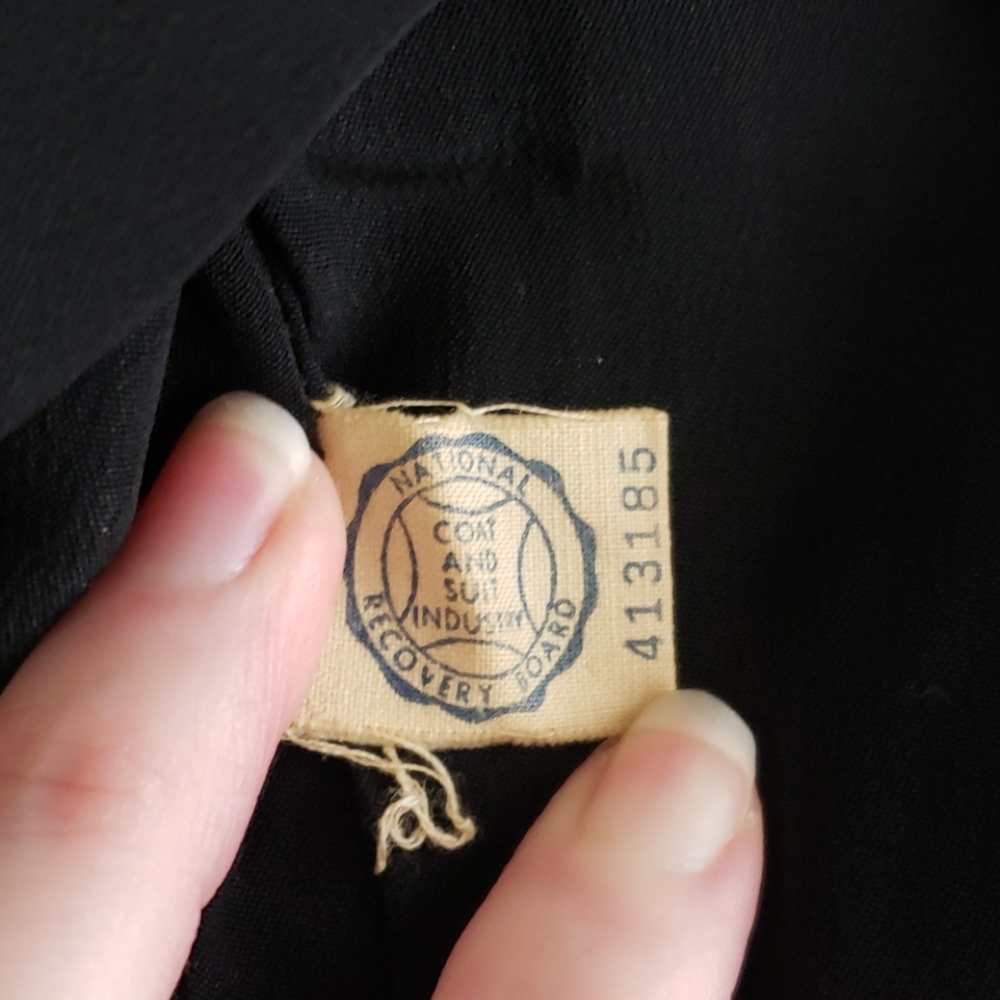 NATIONAL
COAT
AND
SUIT
INDUSTRY
RECOVERY BOARD
413185